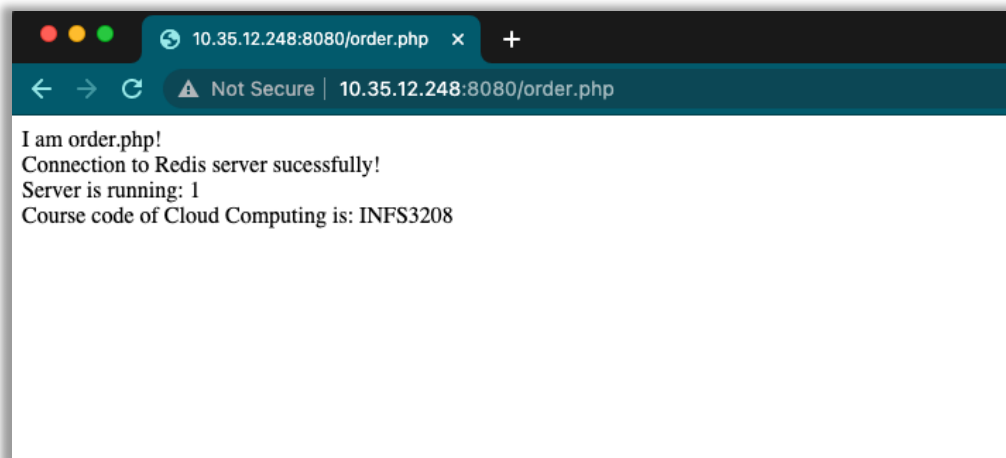 10.35.12.248:8080/order.php
Not Secure | 10.35.12.248:8080/order.php
I am order.php!
Connection to Redis server sucessfully!
Server is running: 1
Course code of Cloud Computing is: INFS3208